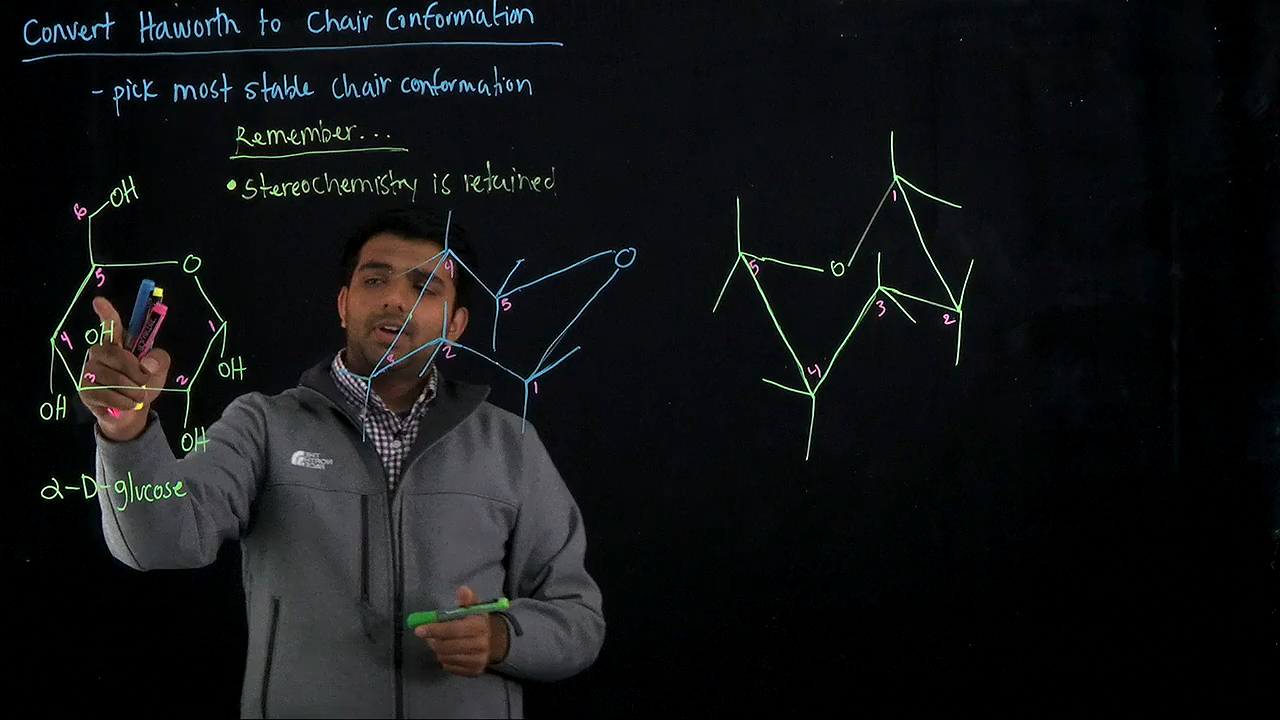 Convert Haworth to Chair Conformation
- pick most stable chair conformation
Remember...
• Stereochemistry is retained
6 OH
5 O
4 OH 1
3 2 OH
OH
OH
α-D-glucose
4 O
5
3 2
1
1
5 O
3 2
4